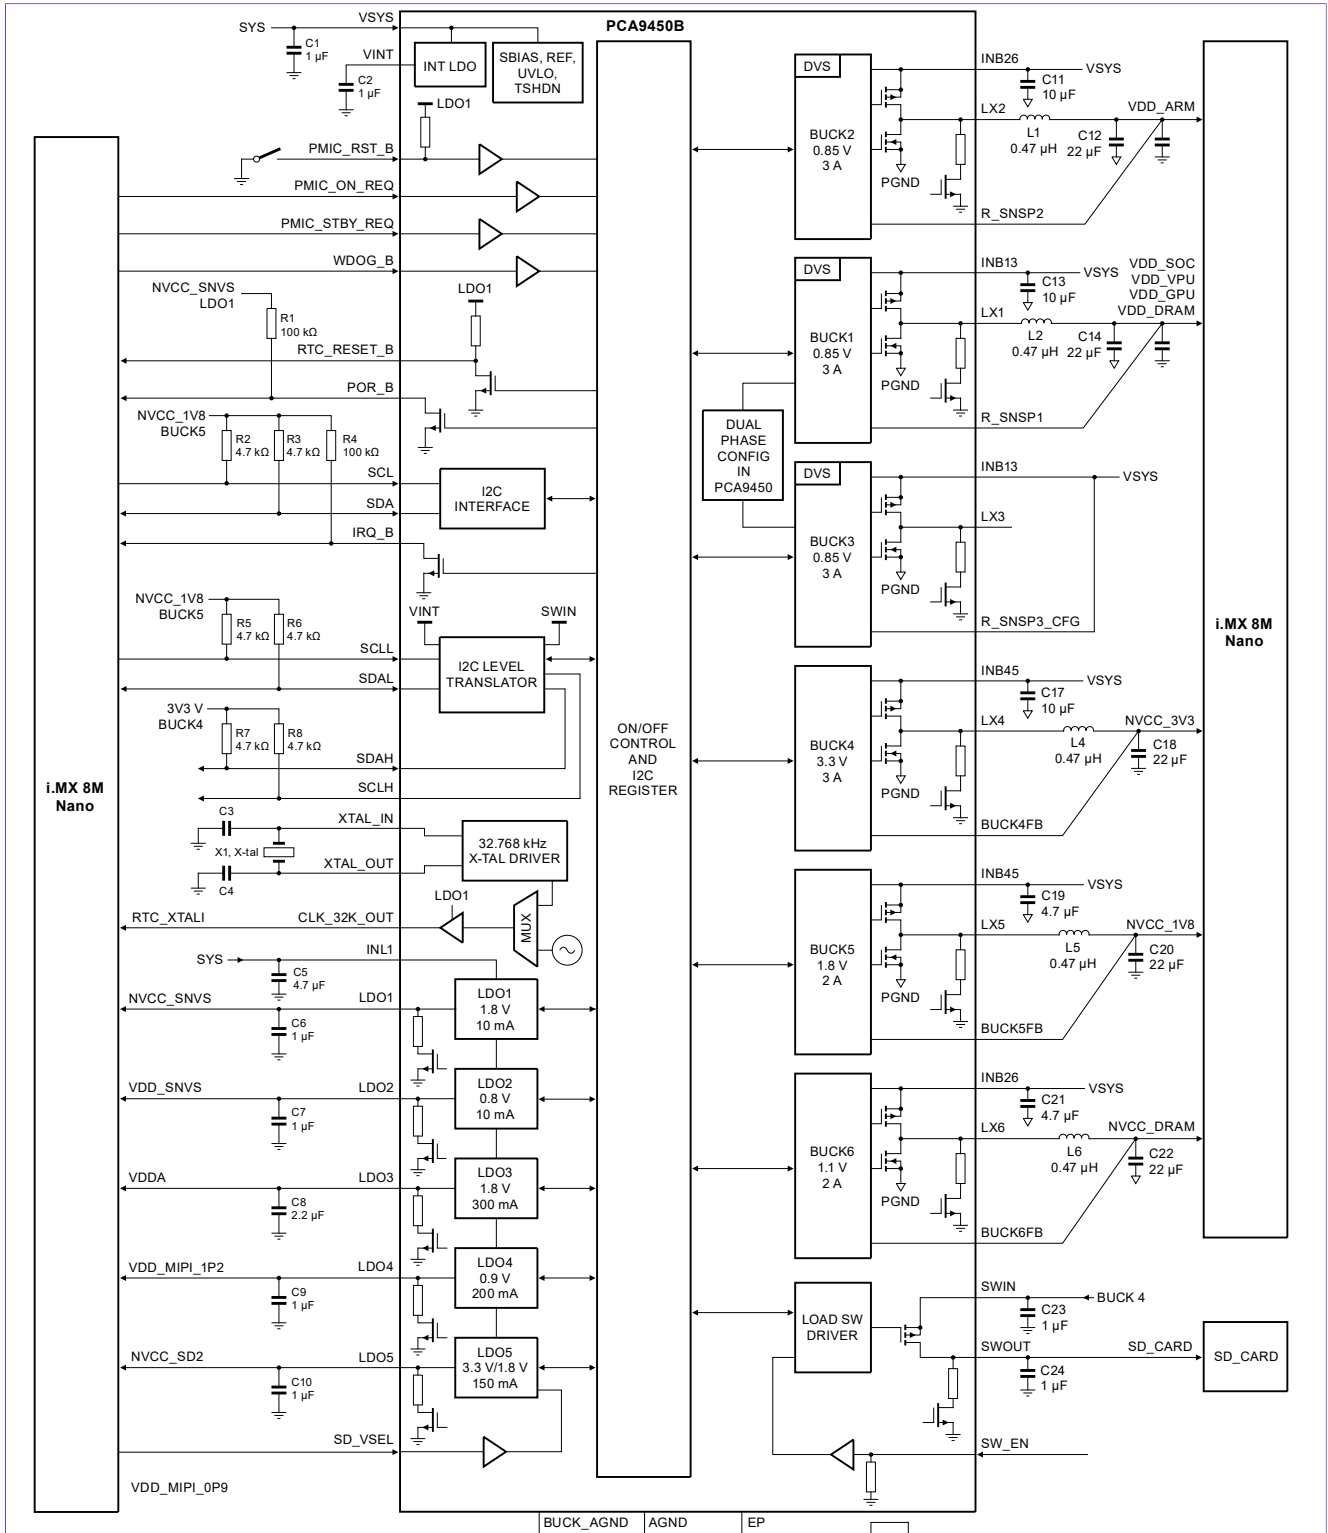 PCA9450B
SYS
VSYS
C1
1 µF
VINT
C2
1 µF
INT LDO
SBIAS, REF,
UVLO,
TSHDN
LDO1
PMIC_RST_B
PMIC_ON_REQ
PMIC_STBY_REQ
WDOG_B
NVCC_SNVS
LDO1
R1
100 kΩ
LDO1
RTC_RESET_B
POR_B
NVCC_1V8
BUCK5
R2
4.7 kΩ
R3
4.7 kΩ
R4
100 kΩ
SCL
SDA
IRQ_B
I2C
INTERFACE
NVCC_1V8
BUCK5
R5
4.7 kΩ
R6
4.7 kΩ
VINT
SWIN
SCLL
SDAL
I2C LEVEL
TRANSLATOR
3V3 V
BUCK4
R7
4.7 kΩ
R8
4.7 kΩ
SDAH
SCLH
i.MX 8M
Nano
C3
X1, X-tal
C4
XTAL_IN
XTAL_OUT
32.768 kHz
X-TAL DRIVER
LDO1
MUX
RTC_XTALI
CLK_32K_OUT
SYS
INL1
C5
4.7 µF
NVCC_SNVS
LDO1
C6
1 µF
LDO1
1.8 V
10 mA
VDD_SNVS
LDO2
C7
1 µF
LDO2
0.8 V
10 mA
VDDA
LDO3
C8
2.2 µF
LDO3
1.8 V
300 mA
VDD_MIPI_1P2
LDO4
C9
1 µF
LDO4
0.9 V
200 mA
NVCC_SD2
LDO5
C10
1 µF
LDO5
3.3 V/1.8 V
150 mA
SD_VSEL
VDD_MIPI_0P9
ON/OFF
CONTROL
AND
I2C
REGISTER
DVS
BUCK2
0.85 V
3 A
PGND
INB26
VSYS
C11
10 µF
LX2
L1
0.47 µH
C12
22 µF
VDD_ARM
R_SNSP2
DVS
BUCK1
0.85 V
3 A
PGND
INB13
VSYS
C13
10 µF
LX1
L2
0.47 µH
C14
22 µF
VDD_SOC
VDD_VPU
VDD_GPU
VDD_DRAM
R_SNSP1
DUAL
PHASE
CONFIG
IN
PCA9450
DVS
BUCK3
0.85 V
3 A
PGND
INB13
VSYS
LX3
R_SNSP3_CFG
i.MX 8M
Nano
BUCK4
3.3 V
3 A
PGND
INB45
VSYS
C17
10 µF
LX4
L4
0.47 µH
NVCC_3V3
C18
22 µF
BUCK4FB
BUCK5
1.8 V
2 A
PGND
INB45
VSYS
C19
4.7 µF
LX5
L5
0.47 µH
NVCC_1V8
C20
22 µF
BUCK5FB
BUCK6
1.1 V
2 A
PGND
INB26
VSYS
C21
4.7 µF
LX6
L6
0.47 µH
NVCC_DRAM
C22
22 µF
BUCK6FB
LOAD SW
DRIVER
SWIN
BUCK 4
C23
1 µF
SWOUT
SD_CARD
C24
1 µF
SD_CARD
SW_EN
BUCK_AGND
AGND
EP